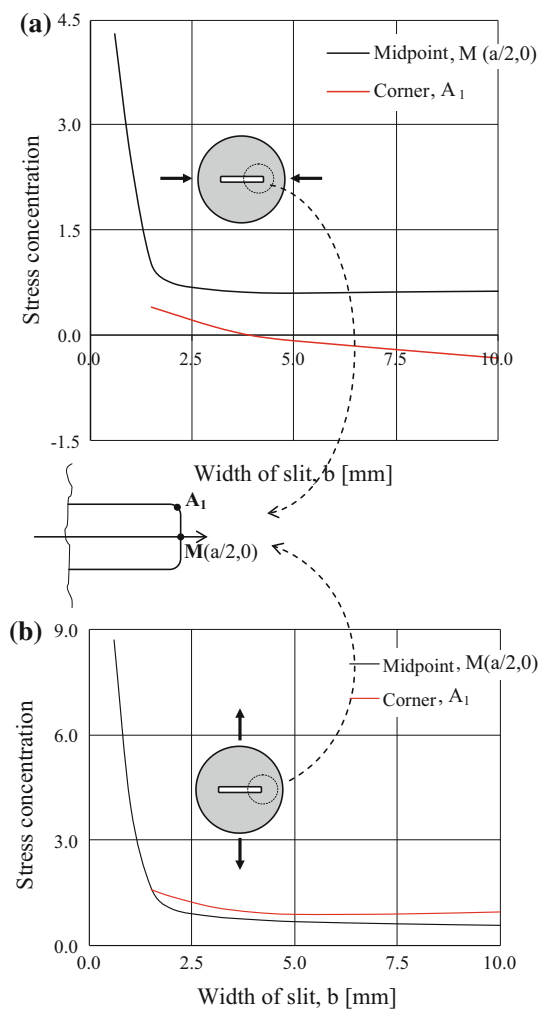 (a)
Stress concentration
4.5
3.0
1.5
0.0
-1.5
Midpoint, M (a/2,0)
Corner, A1
0.0 2.5 5.0 7.5 10.0
Width of slit, b [mm]
A1
M(a/2,0)
(b)
Stress concentration
9.0
6.0
3.0
0.0
Midpoint, M(a/2,0)
Corner, A1
0.0 2.5 5.0 7.5 10.0
Width of slit, b [mm]